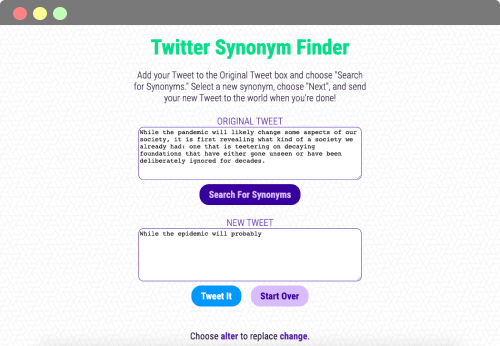 Twitter Synonym Finder
Add your Tweet to the Original Tweet box and choose "Search
for Synonyms." Select a new synonym, choose "Next", and send
your new Tweet to the world when you're done!
ORIGINAL TWEET
While the pandemic will likely change some aspects of our
society, it is first revealing what kind of a society we
already had: one that is teetering on decaying
foundations that have either gone unseen or have been
deliberately ignored for decades.
Search For Synonyms
NEW TWEET
While the epidemic will probably
Tweet It
Start Over
Choose alter to replace change.